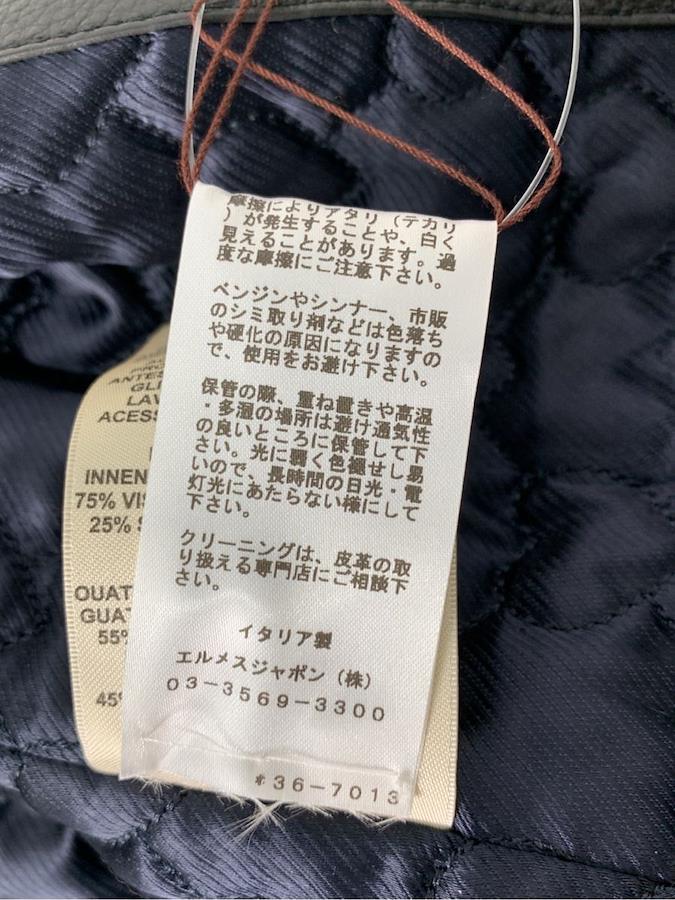 摩擦によりアタリ（テカリ
）が発生することや、白く
見えることがあります。過
度な摩擦にご注意下さい。
ベンジンやシンナー、市販
のシミ取り剤などは色落ち
や硬化の原因になりますの
で、使用をお避け下さい。
保管の際、重ね置きや高温
・多湿の場所は避け通気性
の良いところに保管して下
さい。光に弱く色褪せし易
いので、長時間の日光・電
灯光にあたらない様にして
下さい。
クリーニングは、皮革の取
り扱える専門店にご相談下
さい。
イタリア製
エルメスジャポン（株）
03-3569-3300
*36-7013
ANTES
GLI
LAV
ACESS
INNEN
75% VIS
25%
OUAT
GUAT
55%
45%